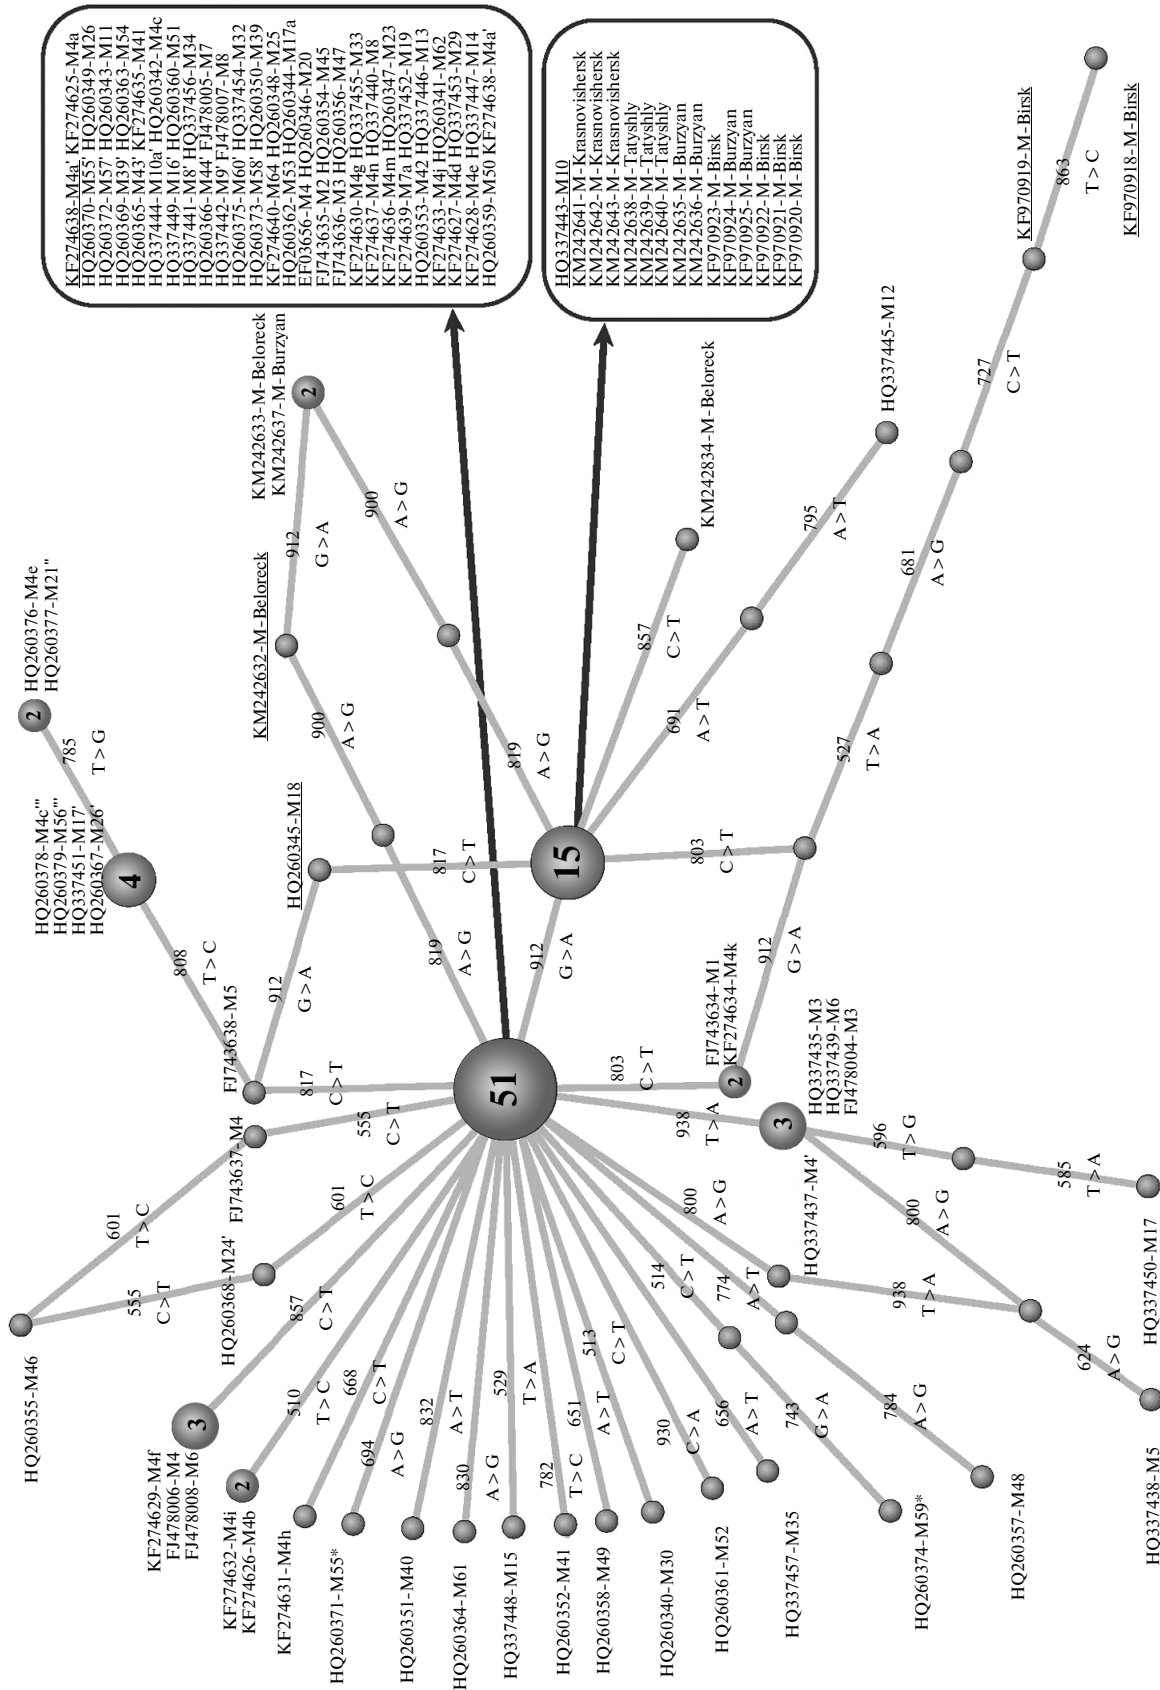 KF274638-M4a' KF274625-M4a
HQ260370-M55' HQ260349-M26
HQ260372-M57' HQ260343-M11
HQ260369-M39' HQ260363-M54
HQ260365-M43' KF274635-M41
HQ337444-M10a' HQ260342-M4c
HQ337449-M16' HQ260360-M51
HQ337441-M8' HQ337456-M34
HQ260366-M44' FJ478005-M7
HQ337442-M9' FJ478007-M8
HQ260375-M60' HQ337454-M32
HQ260373-M58' HQ260350-M39
KF274640-M64 HQ260348-M25
HQ260362-M53 HQ260344-M17a
EF03656-M4 HQ260346-M20
FJ743635-M2 HQ260354-M45
FJ743636-M3 HQ260356-M47
KF274630-M4g HQ337455-M33
KF274637-M4n HQ337440-M8
KF274636-M4m HQ260347-M23
KF274639-M7a HQ337452-M19
HQ260353-M42 HQ337446-M13
KF274633-M4j HQ260341-M62
KF274627-M4d HQ337453-M29
KF274628-M4e HQ337447-M14
HQ260359-M50 KF274638-M4a'
HQ337443-M10
KM242641-M-Krasnovishersk
KM242642-M-Krasnovishersk
KM242643-M-Krasnovishersk
KM242638-M-Tatyshly
KM242639-M-Tatyshly
KM242640-M-Tatyshly
KM242635-M-Burzyan
KM242636-M-Burzyan
KF970923-M-Birsk
KF970924-M-Burzyan
KF970925-M-Burzyan
KF970922-M-Birsk
KF970921-M-Birsk
KF970920-M-Birsk
HQ260376-M4e
HQ260377-M21"
2
785
T>G
HQ260378-M4c'"
HQ260379-M56'"
HQ337451-M17'
HQ260367-M26'
4
808
T>C
KM242633-M-Beloreck
KM242637-M-Burzyan
2
912
G>A
900
A>G
KM242632-M-Beloreck
900
A>G
819
A>G
819
A>G
HQ260345-M18
817
C>T
912
G>A
FJ743638-M5
817
C>T
15
912
G>A
857
C>T
KM242834-M-Beloreck
691
A>T
795
A>T
HQ337445-M12
803
C>T
912
G>A
527
T>A
681
A>G
727
C>T
KF970919-M-Birsk
863
T>C
KF970918-M-Birsk
51
803
C>T
FJ743634-M1
KF274634-M4k
2
938
T>A
HQ337435-M3
HQ337439-M6
FJ478004-M3
3
596
T>G
585
T>A
HQ337450-M17
800
A>G
HQ337437-M4'
800
A>G
938
T>A
624
A>G
HQ337438-M5
FJ743637-M4
555
C>T
601
T>C
HQ260355-M46
601
T>C
555
C>T
HQ260368-M24'
857
C>T
KF274629-M4f
FJ478006-M4
FJ478008-M6
3
510
T>C
KF274632-M4i
KF274626-M4b
2
668
C>T
KF274631-M4h
694
A>G
HQ260371-M55*
832
A>T
HQ260351-M40
830
A>G
HQ260364-M61
529
T>A
HQ337448-M15
782
T>C
HQ260352-M41
651
A>T
HQ260358-M49
513
C>T
HQ260340-M30
930
C>A
HQ260361-M52
656
A>T
HQ337457-M35
514
C>T
743
G>A
HQ260374-M59*
774
A>T
784
A>G
HQ260357-M48